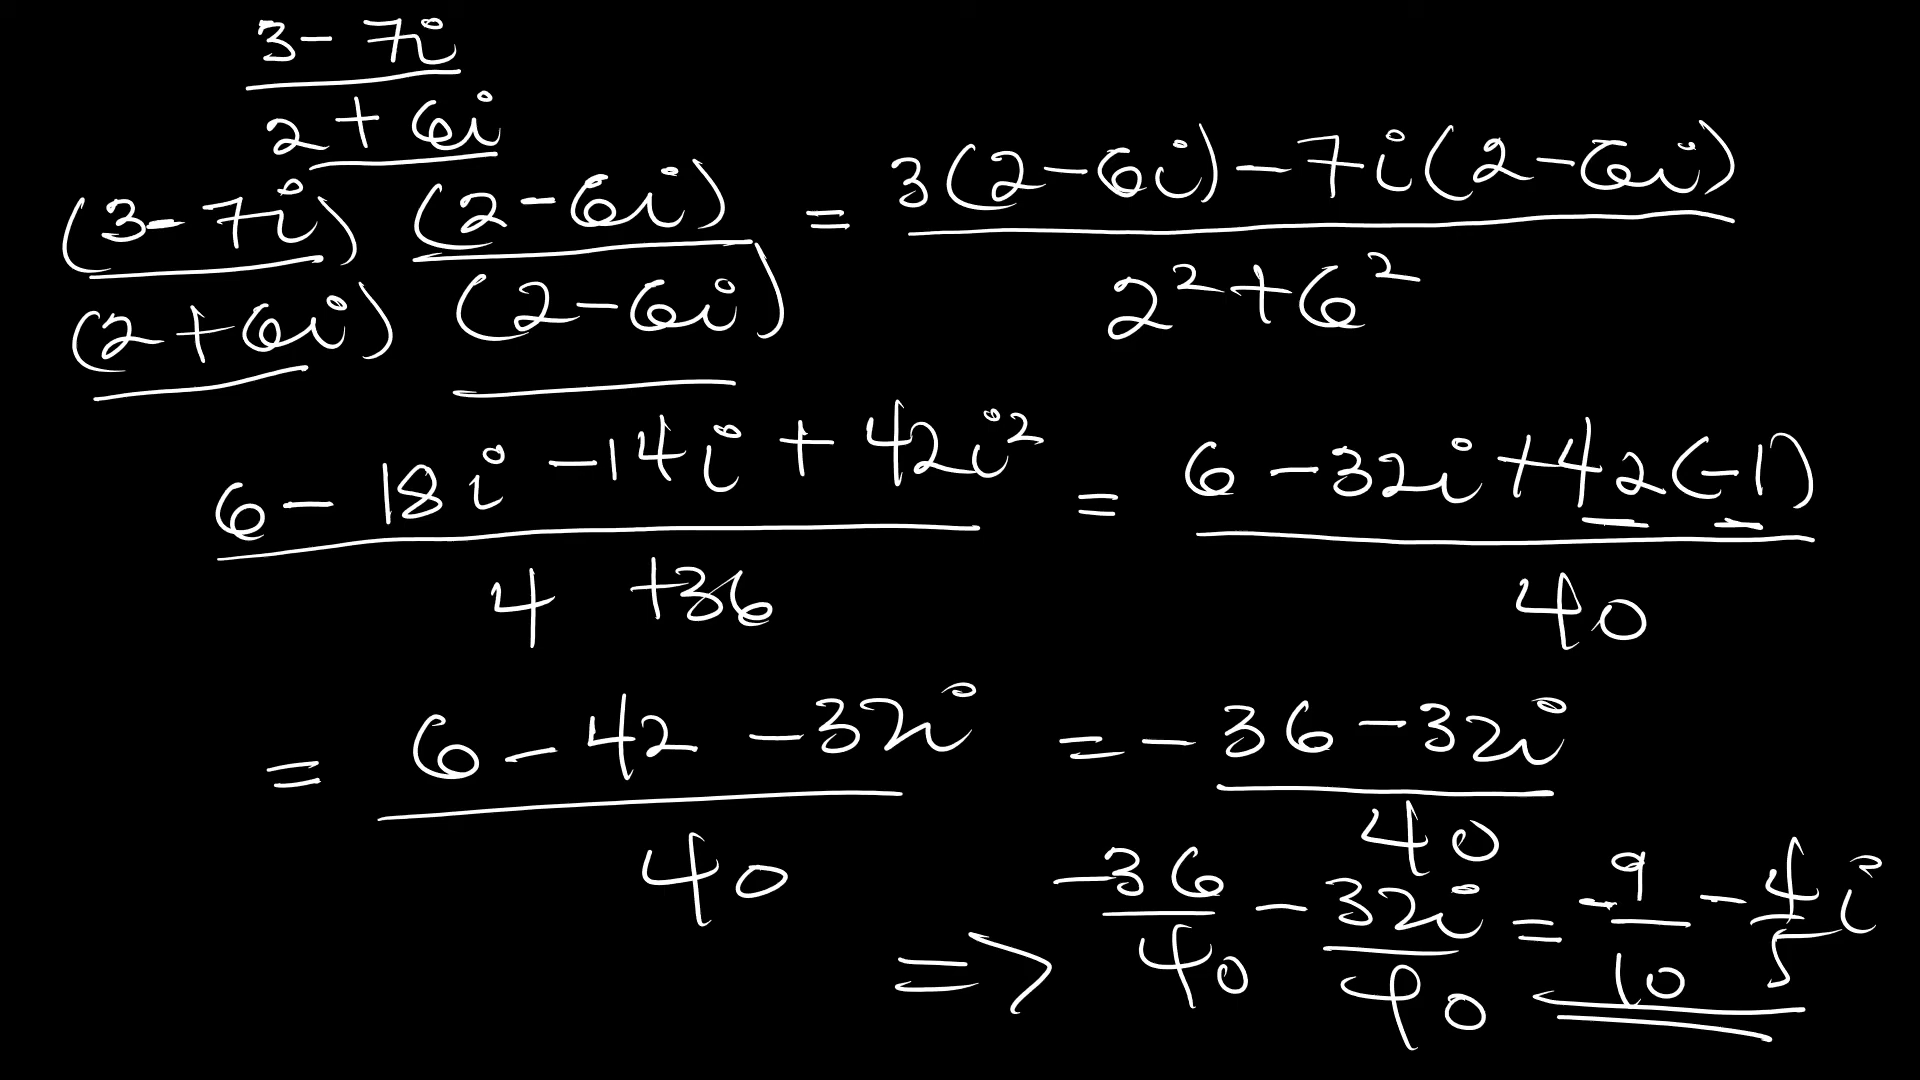 3 - 7i
2 + 6i
(3 - 7i) (2 - 6i) = 3(2 - 6i) - 7i(2 - 6i)
(2 + 6i) (2 - 6i) 2² + 6²
6 - 18i - 14i + 42i² = 6 - 32i + 42(-1)
4 + 36 40
= 6 - 42 - 32i = - 36 - 32i
40 40
=> -36/40 - 32i/40 = -9/10 - 4/5 i